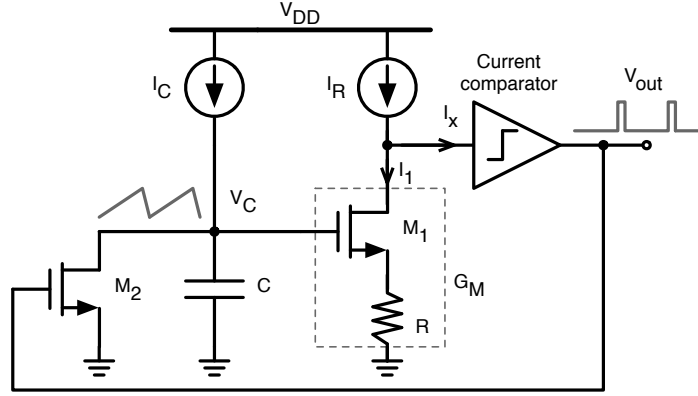 V_DD
I_C
I_R
Current
comparator
V_out
I_x
I_1
V_C
M_1
M_2
C
G_M
R